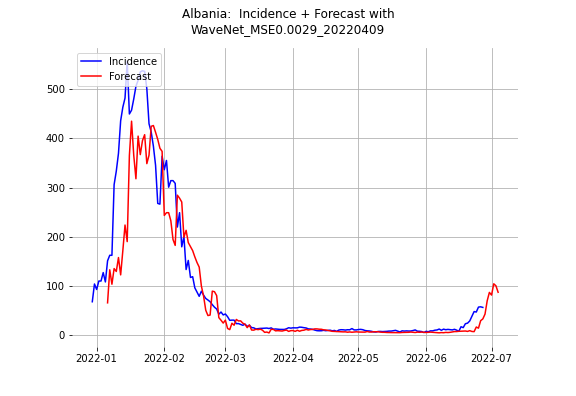 Albania:  Incidence + Forecast with
WaveNet_MSE0.0029_20220409
Incidence
Forecast
500
400
300
200
100
0
2022-01 2022-02 2022-03 2022-04 2022-05 2022-06 2022-07